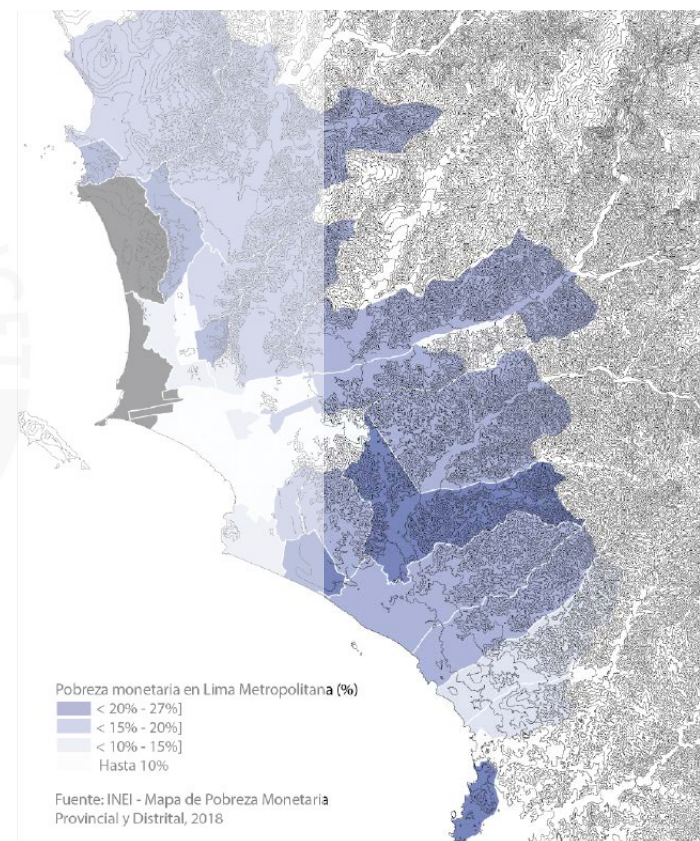 Pobreza monetaria en Lima Metropolitana (%)
< 20% - 27%]
< 15% - 20%]
< 10% - 15%]
Hasta 10%
Fuente: INEI - Mapa de Pobreza Monetaria
Provincial y Distrital, 2018